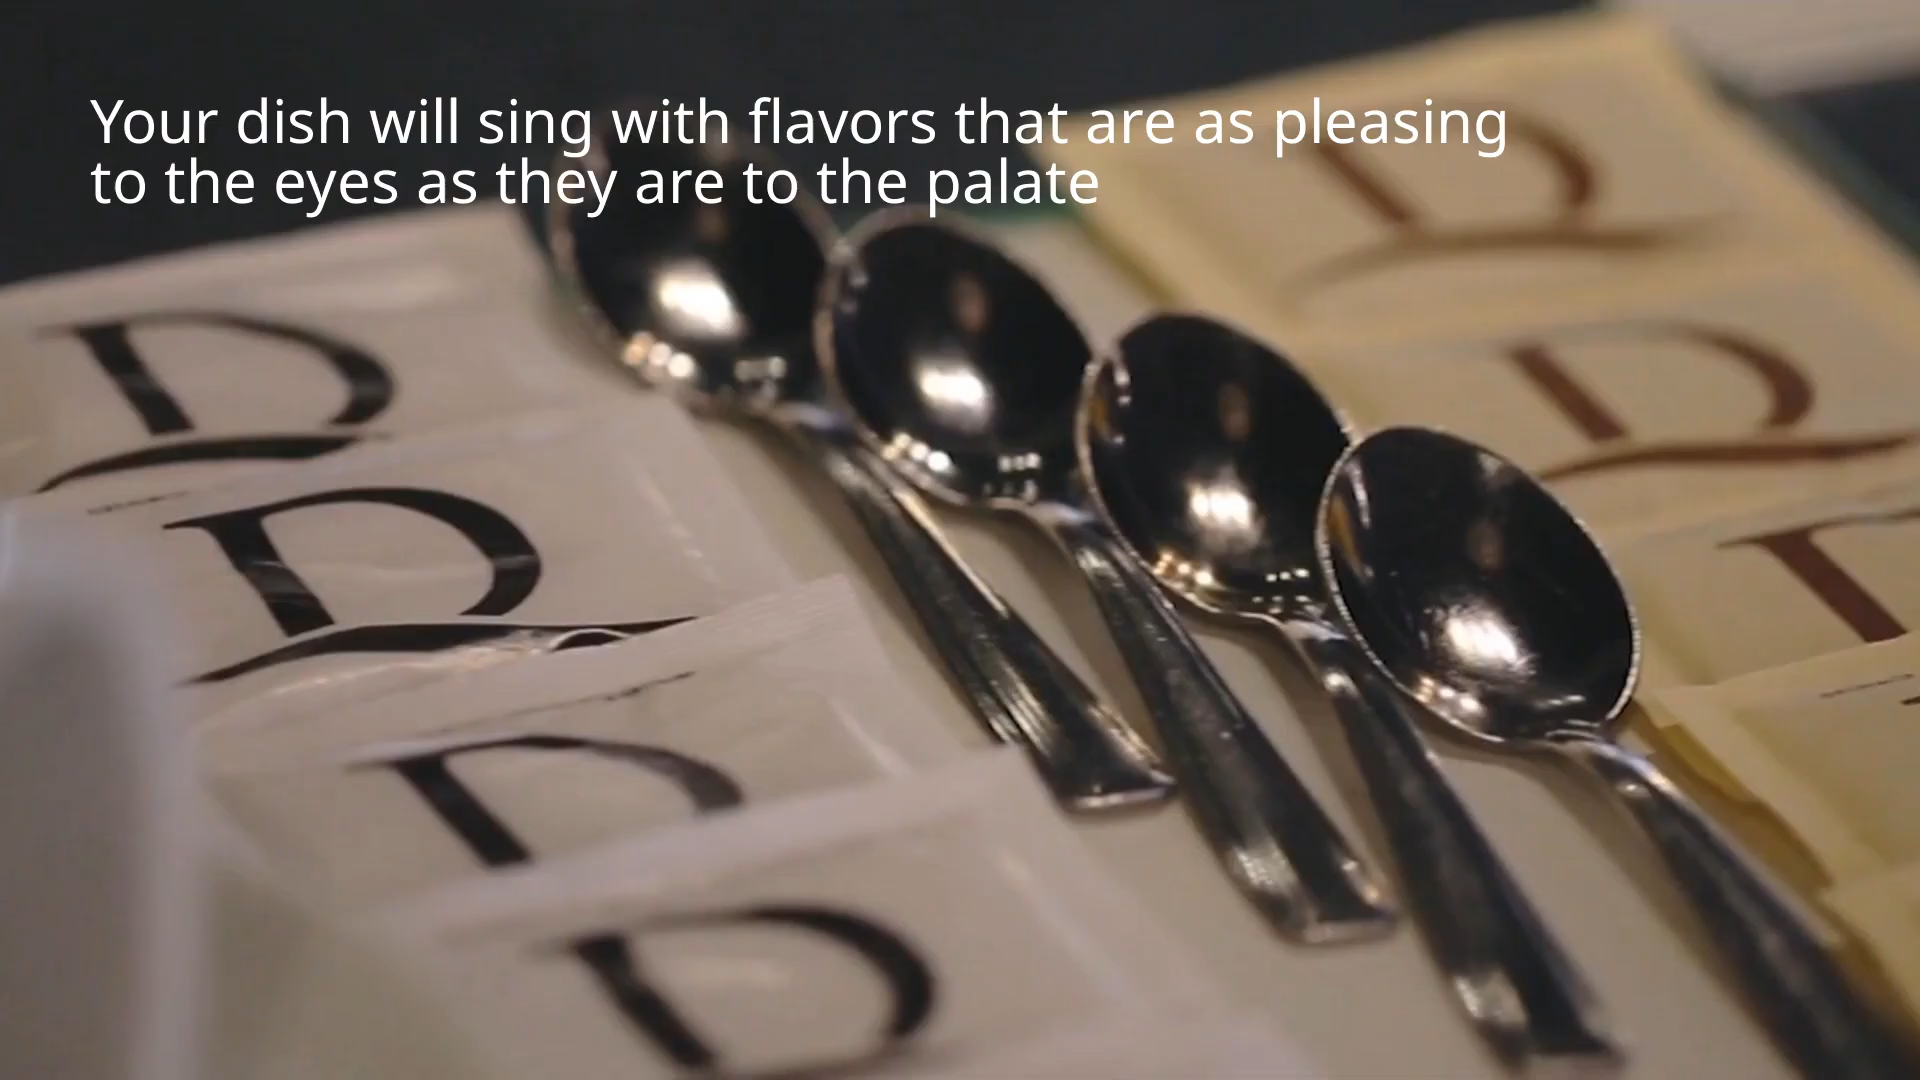 Your dish will sing with flavors that are as pleasing
to the eyes as they are to the palate
D
D
D
D
D
D